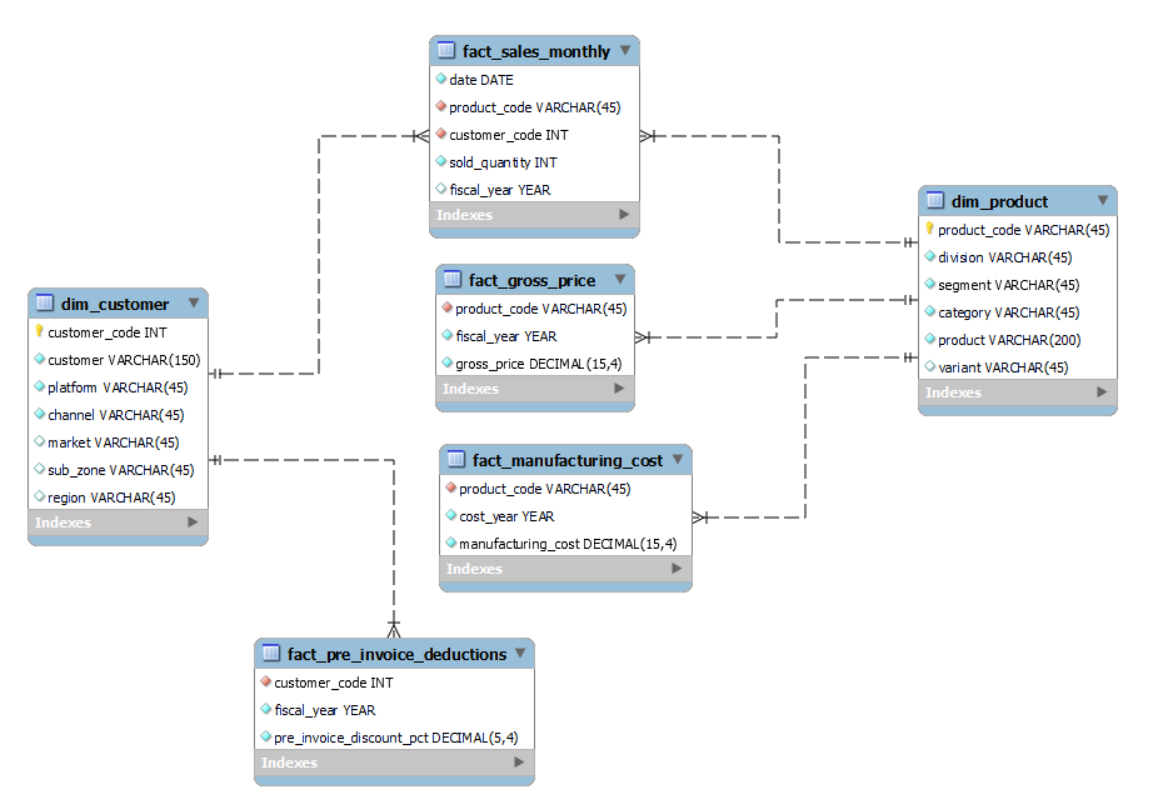 fact_sales_monthly
date DATE
product_code VARCHAR(45)
customer_code INT
sold_quantity INT
fiscal_year YEAR
Indexes
dim_product
product_code VARCHAR(45)
division VARCHAR(45)
segment VARCHAR(45)
category VARCHAR(45)
product VARCHAR(200)
variant VARCHAR(45)
Indexes
fact_gross_price
product_code VARCHAR(45)
fiscal_year YEAR
gross_price DECIMAL(15,4)
Indexes
dim_customer
customer_code INT
customer VARCHAR(150)
platform VARCHAR(45)
channel VARCHAR(45)
market VARCHAR(45)
sub_zone VARCHAR(45)
region VARCHAR(45)
Indexes
fact_manufacturing_cost
product_code VARCHAR(45)
cost_year YEAR
manufacturing_cost DECIMAL(15,4)
Indexes
fact_pre_invoice_deductions
customer_code INT
fiscal_year YEAR
pre_invoice_discount_pct DECIMAL(5,4)
Indexes